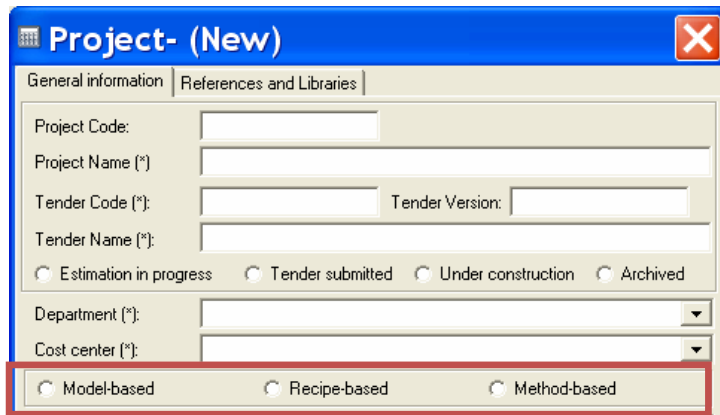 Project- (New)
General information References and Libraries
Project Code:
Project Name (*)
Tender Code (*): Tender Version:
Tender Name (*):
Estimation in progress Tender submitted Under construction Archived
Department (*):
Cost center (*):
Model-based Recipe-based Method-based